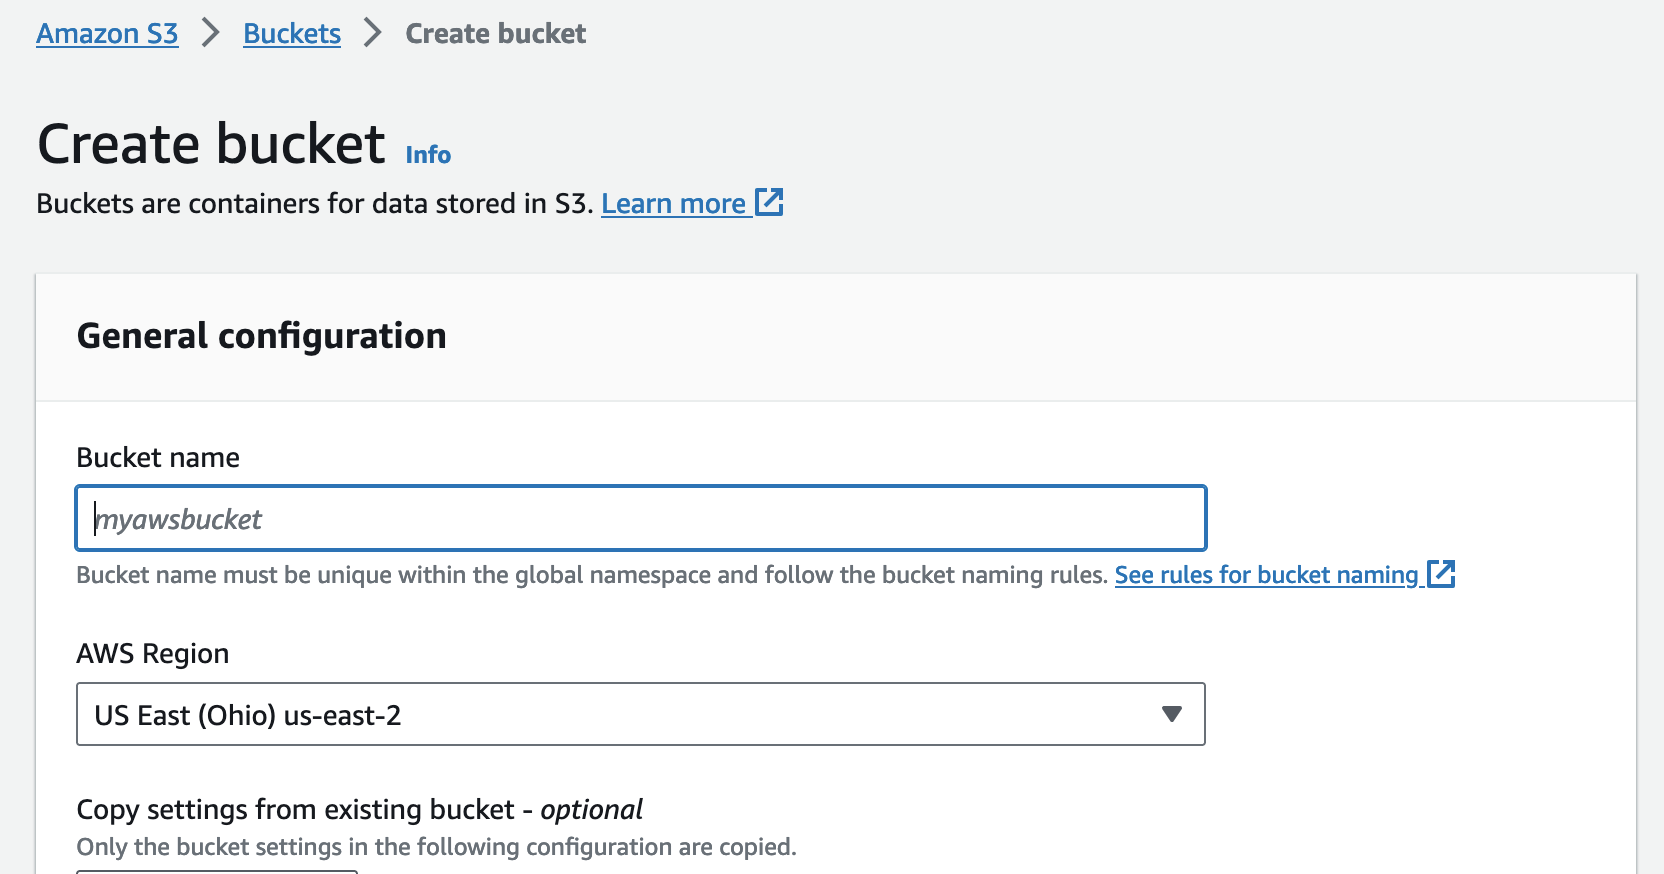 Amazon S3 > Buckets > Create bucket
Create bucket Info
Buckets are containers for data stored in S3. Learn more
General configuration
Bucket name
myawsbucket
Bucket name must be unique within the global namespace and follow the bucket naming rules. See rules for bucket naming
AWS Region
US East (Ohio) us-east-2
Copy settings from existing bucket - optional
Only the bucket settings in the following configuration are copied.